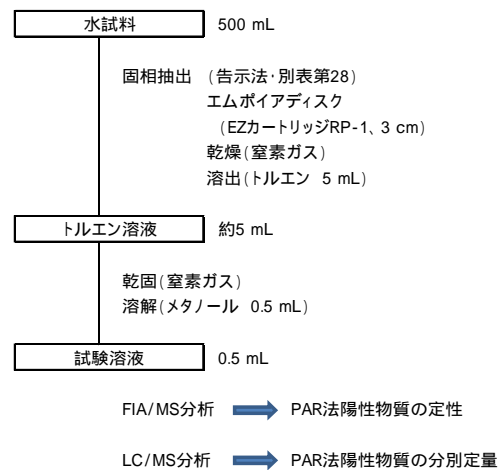 水試料 500 mL
固相抽出 (告示法・別表第28)
エムポイアディスク
(EZカートリッジRP-1、3 cm)
乾燥(窒素ガス)
溶出(トルエン 5 mL)
トルエン溶液 約5 mL
乾固(窒素ガス)
溶解(メタノール 0.5 mL)
試験溶液 0.5 mL
FIA/MS分析 PAR法陽性物質の定性
LC/MS分析 PAR法陽性物質の分別定量